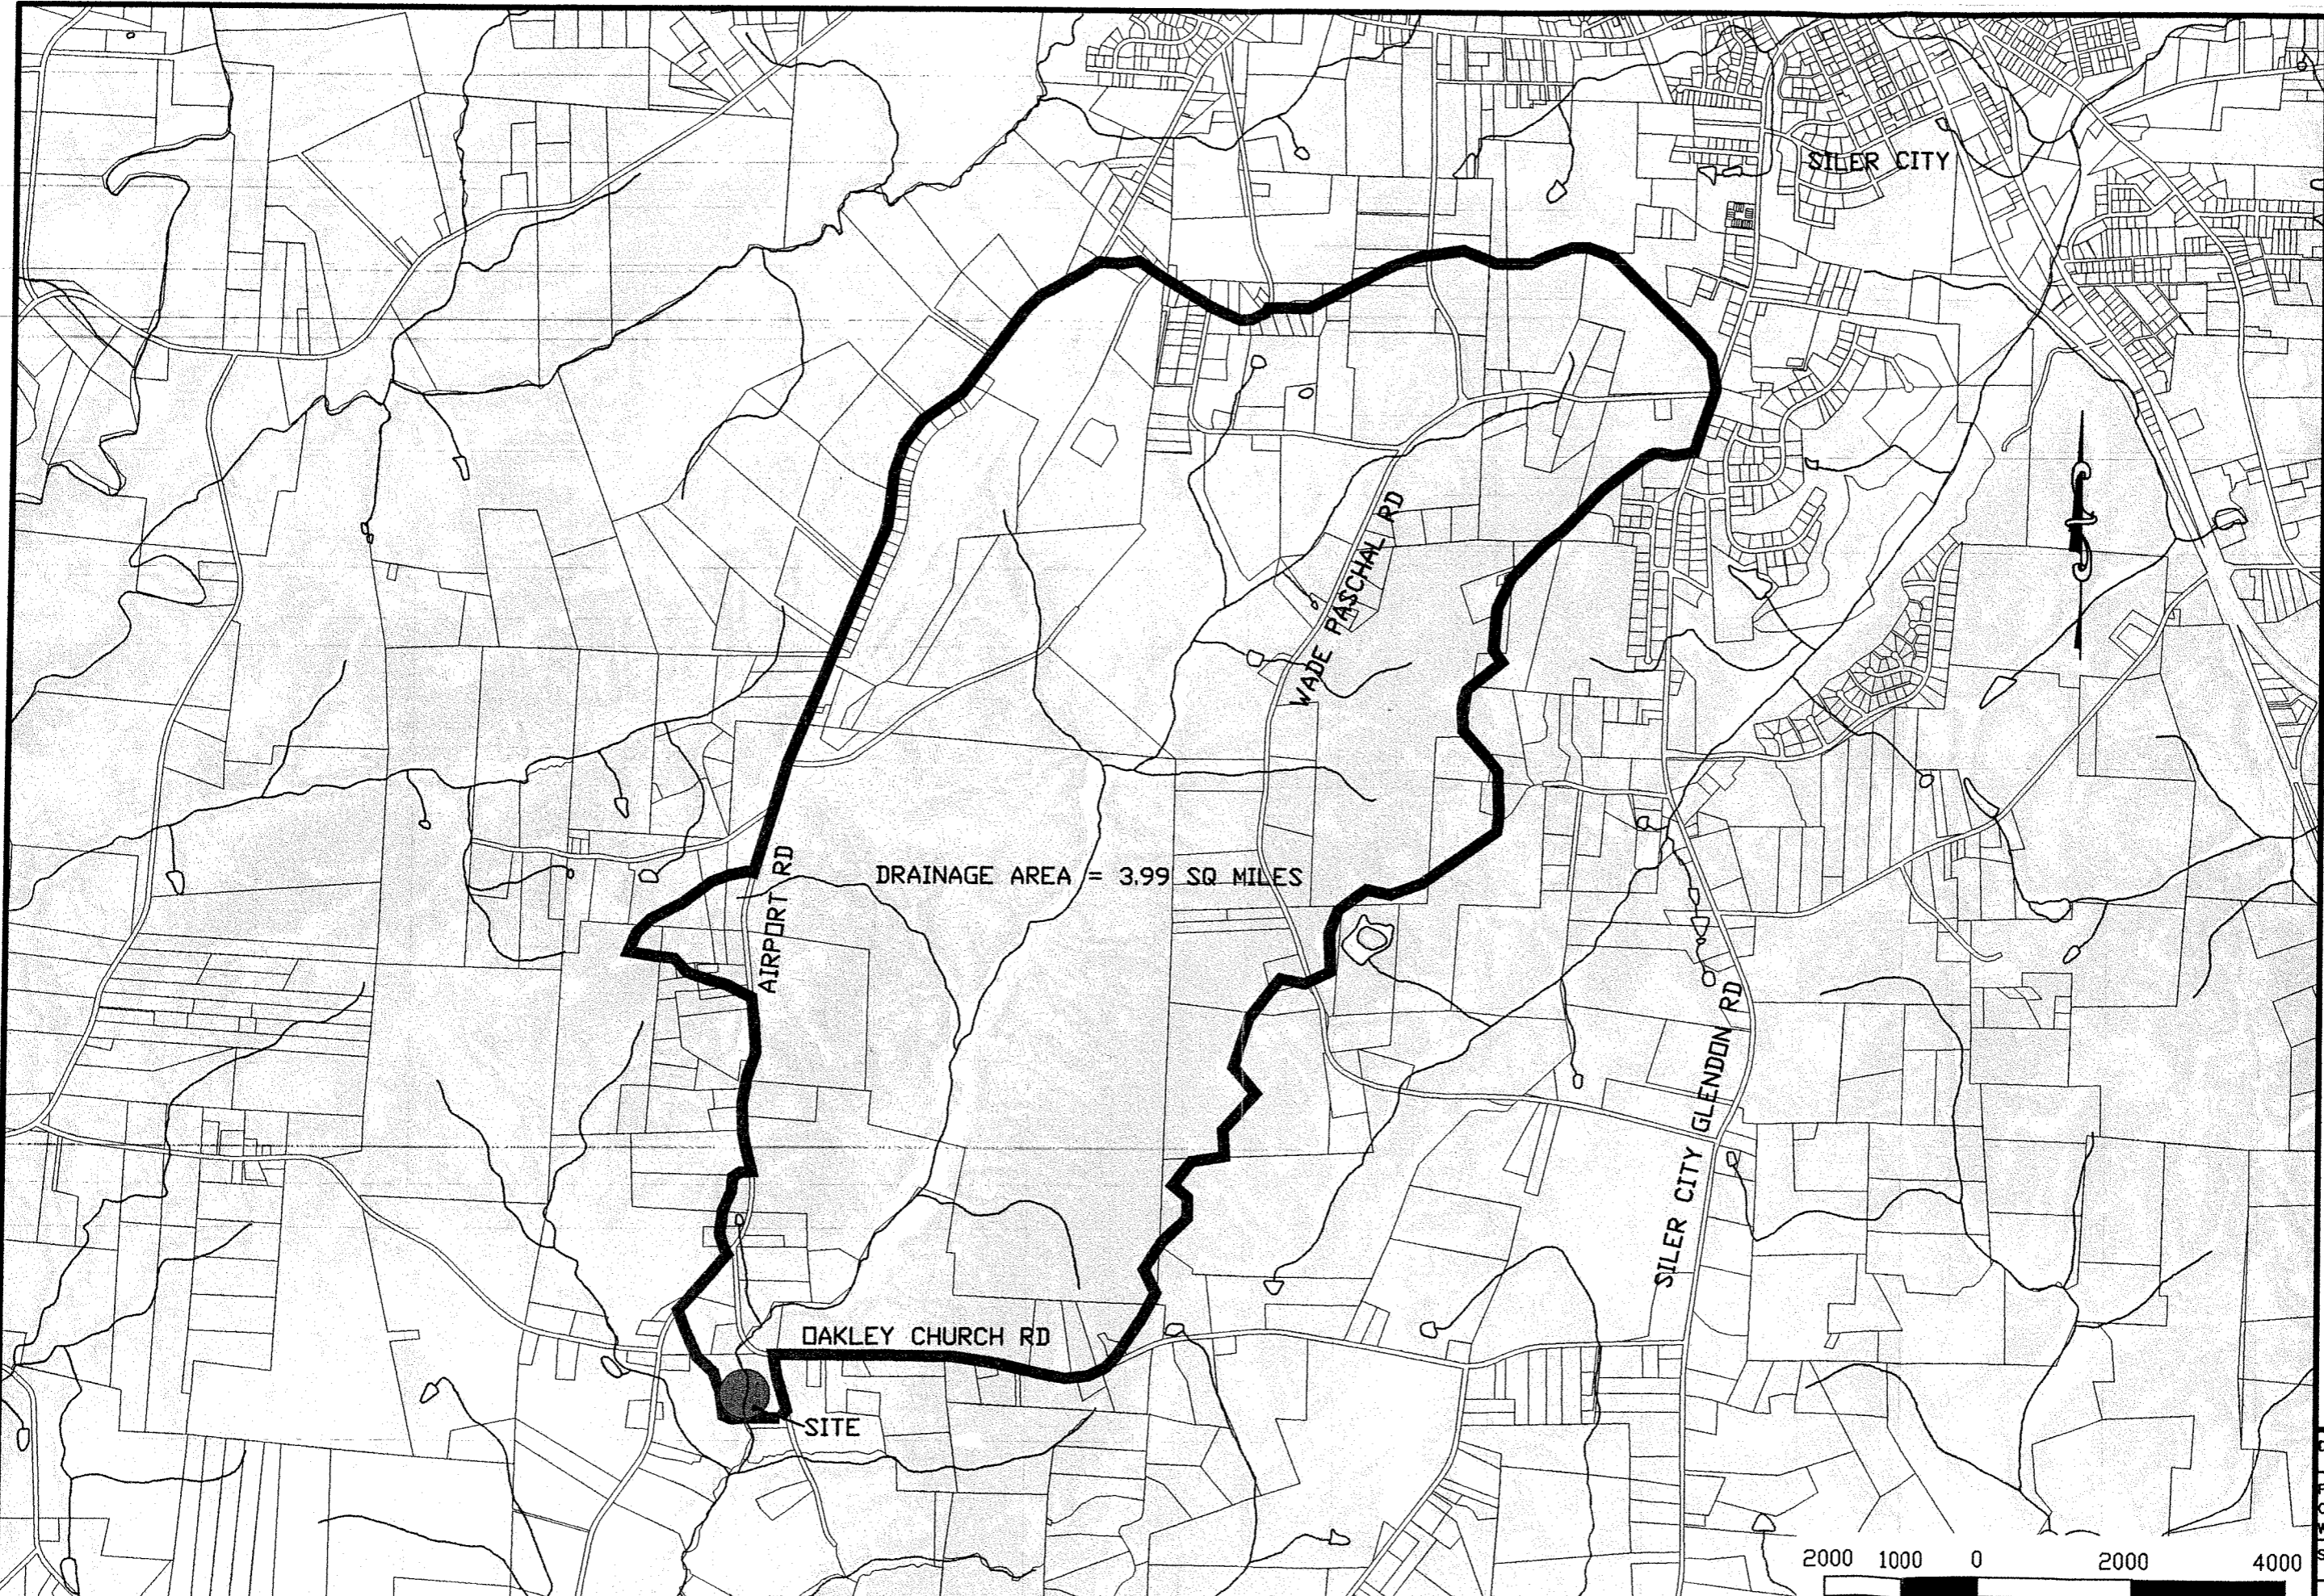 SILER CITY
WADE PASCHAL RD
DRAINAGE AREA = 3.99 SQ MILES
AIRPORT RD
SILER CITY GLENDON RD
OAKLEY CHURCH RD
SITE
2000 1000 0 2000 4000